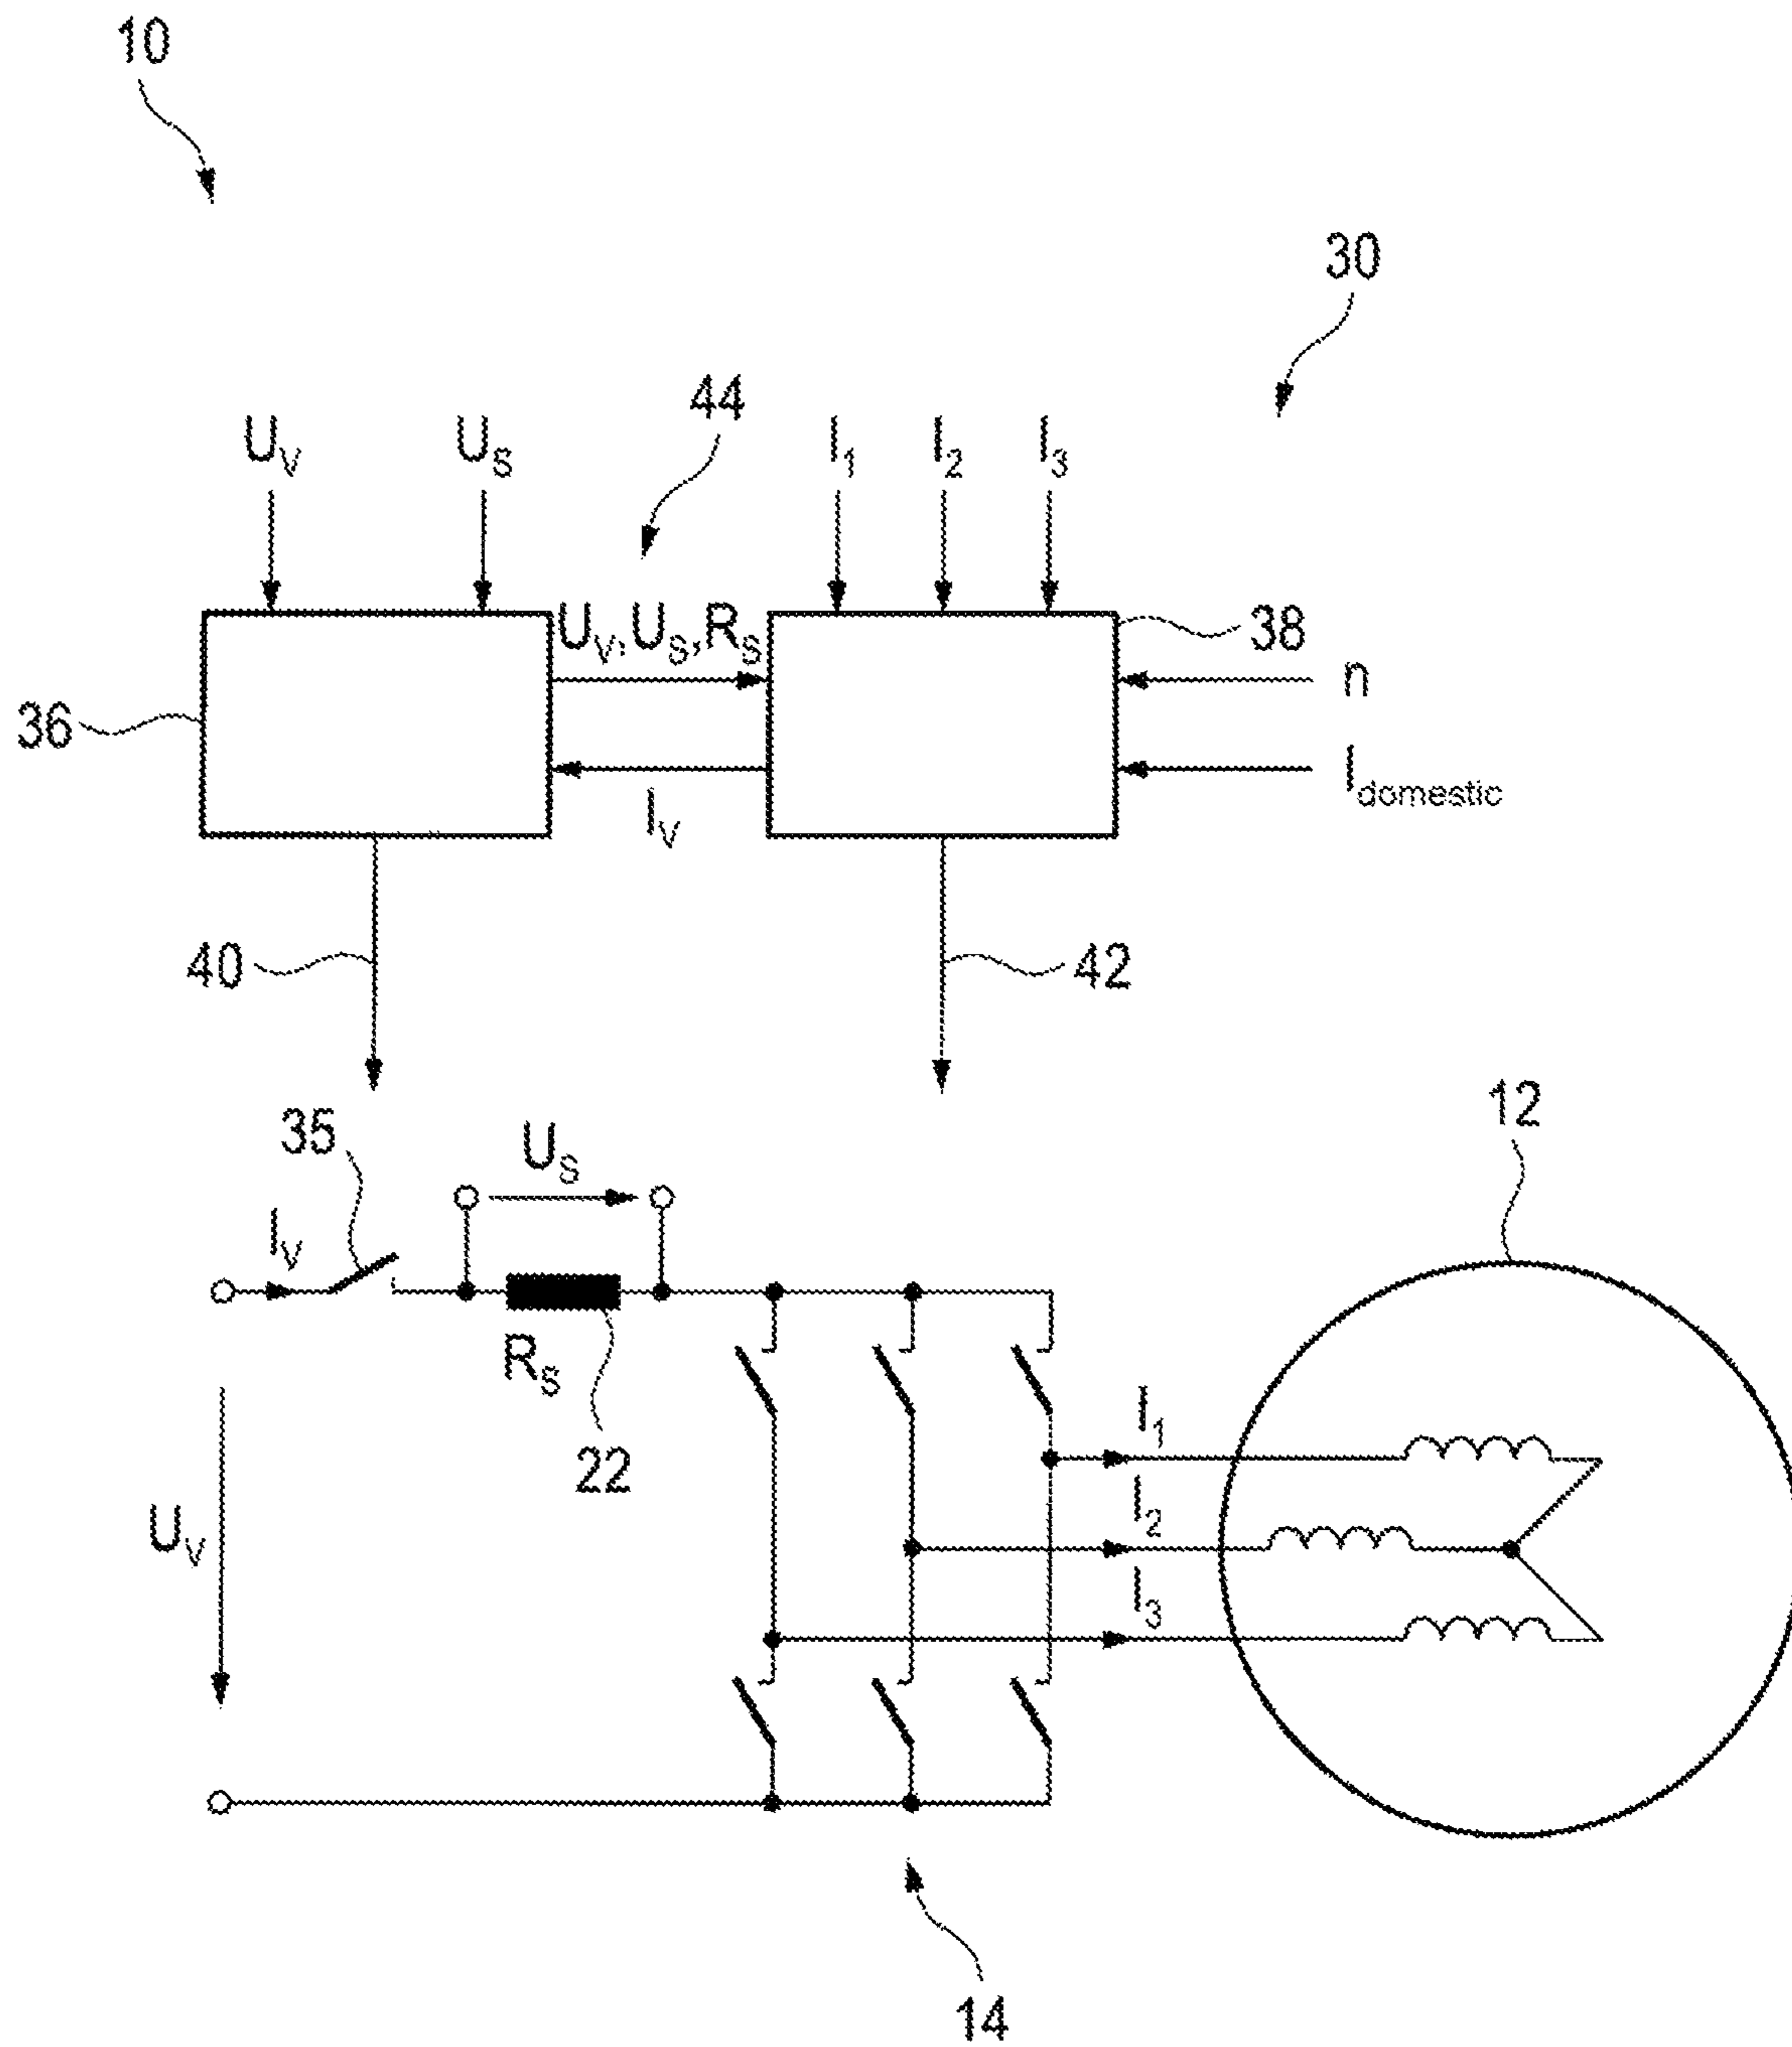 10
30
44
U_V
U_S
I_1
I_2
I_3
U_V, U_S, R_S
38
n
36
I_V
I_domestic
40
42
12
35
U_S
I_V
R_S
22
I_1
I_2
U_V
I_3
14